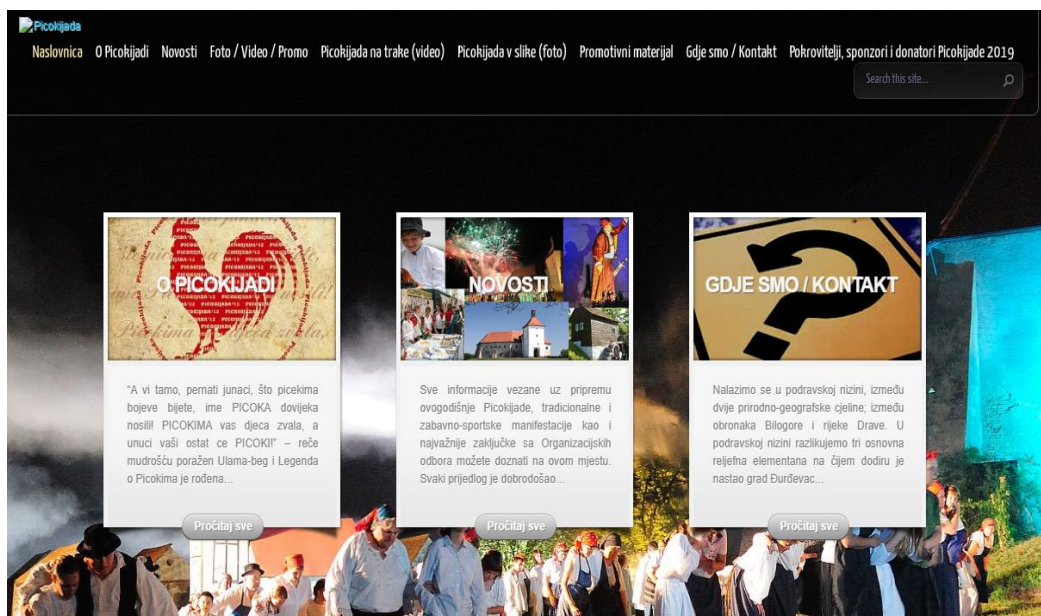 Picokijada
Naslovnica O Picokijadi Novosti Foto / Video / Promo Picokijada na trake (video) Picokijada v slike (foto) Promotivni materijal Gdje smo / Kontakt Pokrovitelji, sponzori i donatori Picokijade 2019
Search this site...
O PICOKIJADI
“A vi tamo, pernati junaci, što picekima
bojeve bijete, ime PICOKA dovijeka
nosili! PICOKIMA vas djeca zvala, a
unuci vaši ostat ce PICOKI!” – reče
mudrošću poražen Ulama-beg i Legenda
o Picokima je rođena...
Pročitaj sve
NOVOSTI
Sve informacije vezane uz pripremu
ovogodišnje Picokijade, tradicionalne i
zabavno-sportske manifestacije kao i
najvažnije zaključke sa Organizacijskih
odbora možete doznati na ovom mjestu.
Svaki prijedlog je dobrodošao...
Pročitaj sve
GDJE SMO / KONTAKT
Nalazimo se u podravskoj nizini, između
dvije prirodno-geografske cjeline; između
obronaka Bilogore i rijeke Drave. U
podravskoj nizini razlikujemo tri osnovna
reljefna elementana na čijem dodiru je
nastao grad Đurđevac...
Pročitaj sve